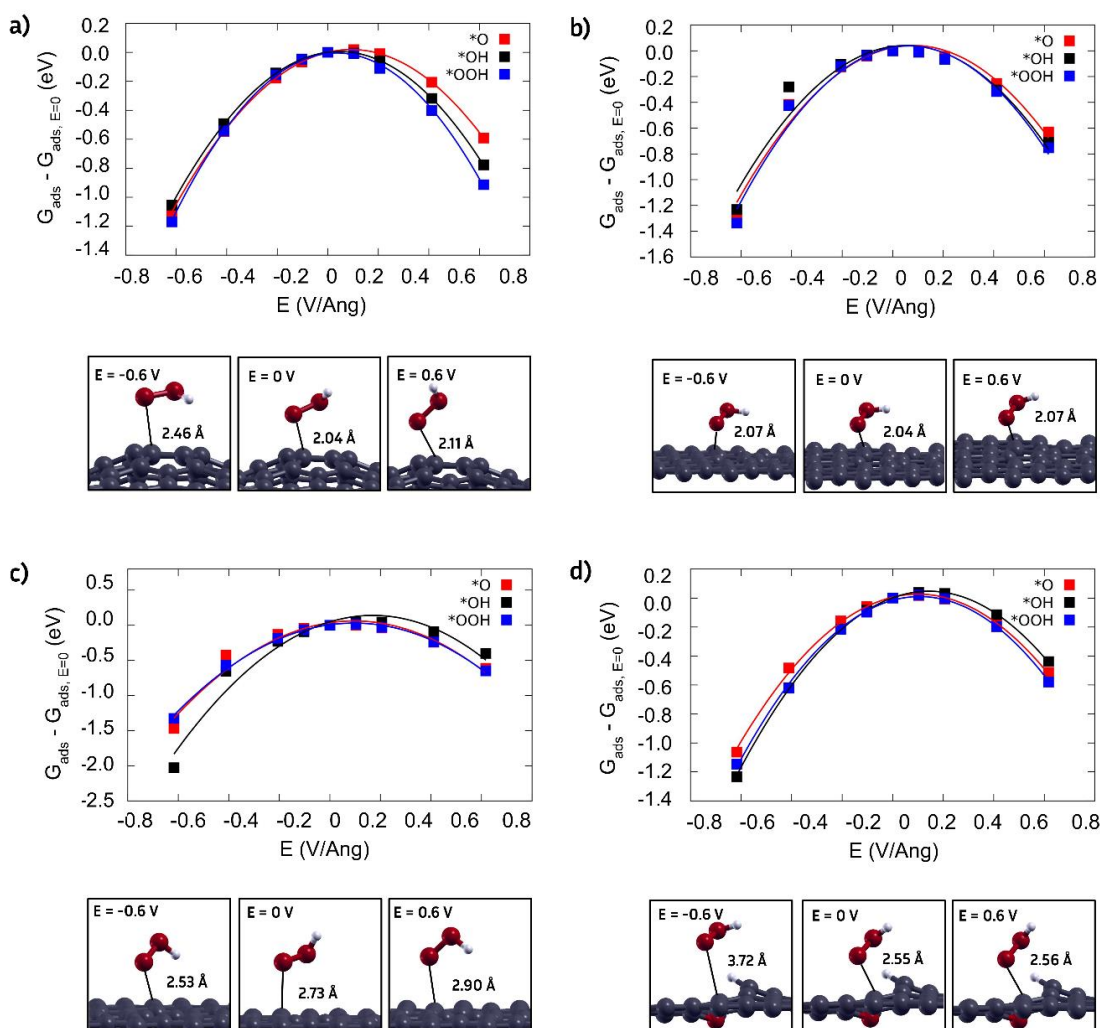 a)
G_ads - G_ads, E=0 (eV)
0.0
-0.2
-0.4
-0.6
-0.8
-1.0
-1.2
-1.4
*O
*OH
*OOH
-0.8 -0.6 -0.4 -0.2 0 0.2 0.4 0.6 0.8
E (V/Ang)
E = -0.6 V
2.46 Å
E = 0 V
2.04 Å
E = 0.6 V
2.11 Å
b)
G_ads - G_ads, E=0 (eV)
0.2
0.0
-0.2
-0.4
-0.6
-0.8
-1.0
-1.2
-1.4
-1.6
*O
*OH
*OOH
-0.8 -0.6 -0.4 -0.2 0 0.2 0.4 0.6 0.8
E (V/Ang)
E = -0.6 V
2.07 Å
E = 0 V
2.04 Å
E = 0.6 V
2.07 Å
c)
G_ads - G_ads, E=0 (eV)
0.5
0.0
-0.5
-1.0
-1.5
-2.0
-2.5
*O
*OH
*OOH
-0.8 -0.6 -0.4 -0.2 0 0.2 0.4 0.6 0.8
E (V/Ang)
E = -0.6 V
2.53 Å
E = 0 V
2.73 Å
E = 0.6 V
2.90 Å
d)
G_ads - G_ads, E=0 (eV)
0.2
0.0
-0.2
-0.4
-0.6
-0.8
-1.0
-1.2
-1.4
*O
*OH
*OOH
-0.8 -0.6 -0.4 -0.2 0 0.2 0.4 0.6 0.8
E (V/Ang)
E = -0.6 V
3.72 Å
E = 0 V
2.55 Å
E = 0.6 V
2.56 Å